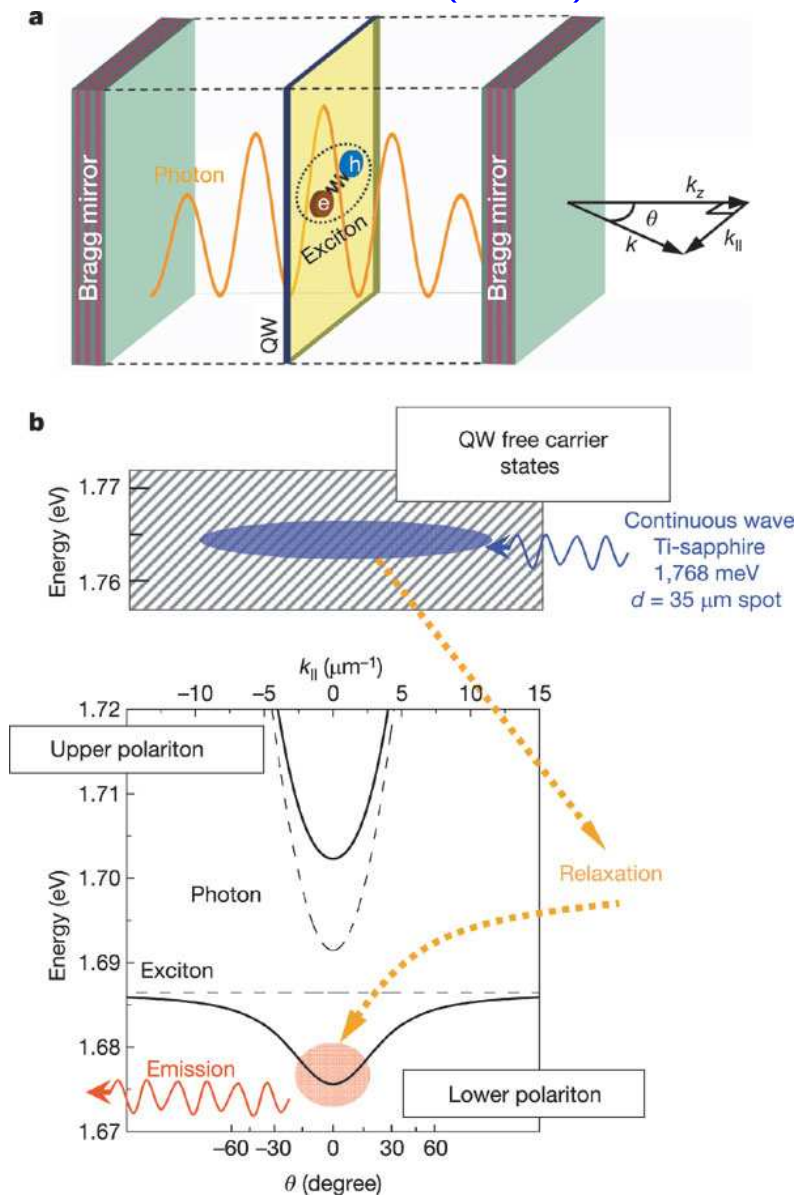 a
Bragg mirror
Photon
e
h
Exciton
QW
Bragg mirror
k_z
θ
k
k_||
b
QW free carrier
states
Energy (eV)
1.77
1.76
Continuous wave
Ti-sapphire
1,768 meV
d = 35 μm spot
k_|| (μm⁻¹)
−10 −5 0 5 10 15
1.72
Upper polariton
1.71
Photon
1.70
Relaxation
Energy (eV)
1.69
Exciton
1.68
Emission
Lower polariton
1.67
−60 −30 0 30 60
θ (degree)